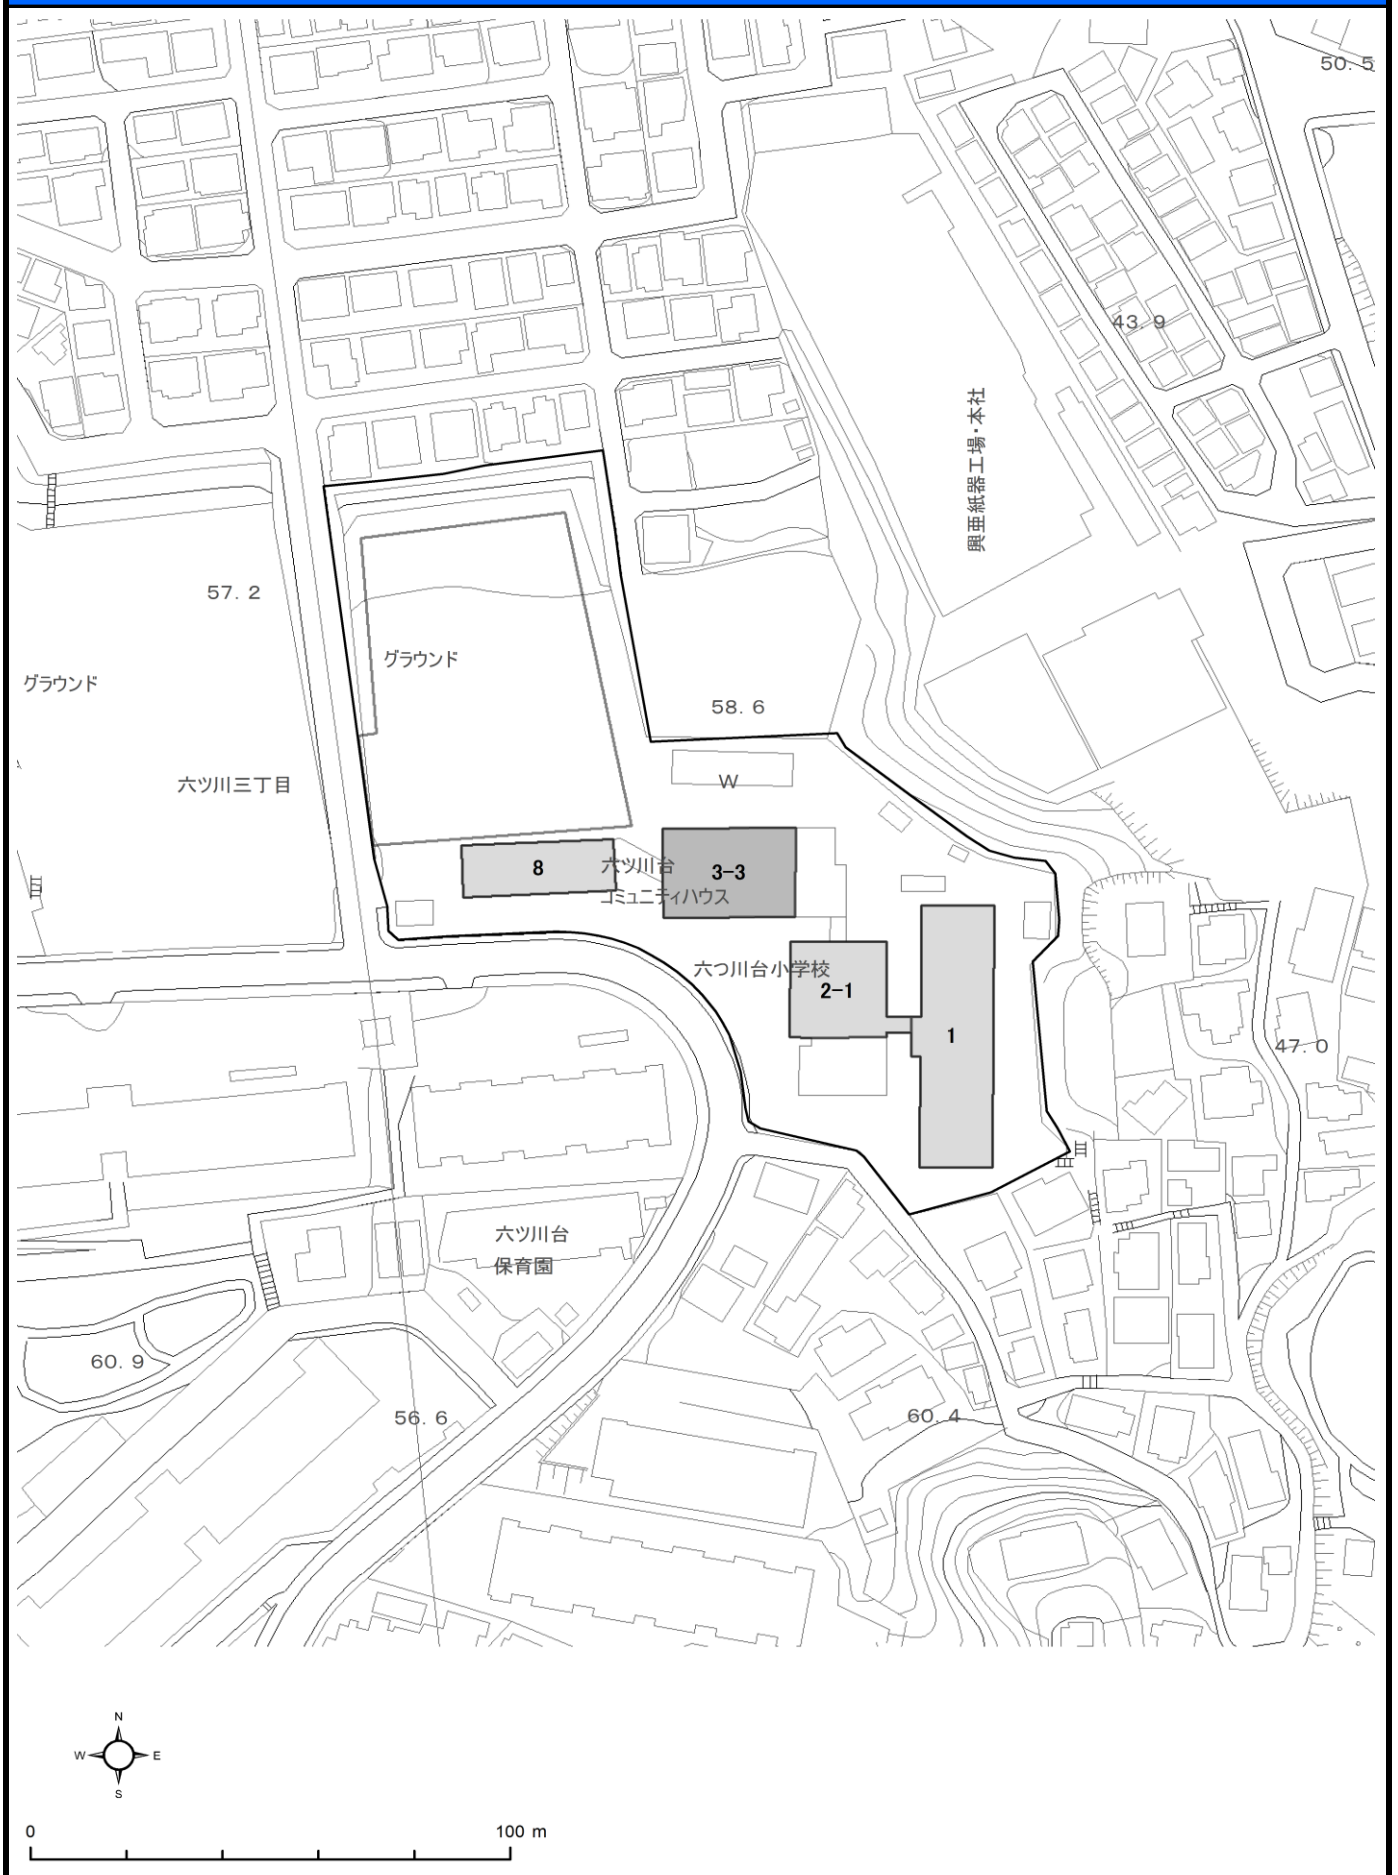 50.5
43.9
興亜紙器工場・本社
57.2
グラウンド
グラウンド
58.6
六ツ川三丁目
W
8
六ツ川台
コミュニティハウス
3-3
六つ川台小学校
2-1
1
47.0
六ツ川台
保育園
60.9
56.6
60.4
N
W
E
S
0
100 m